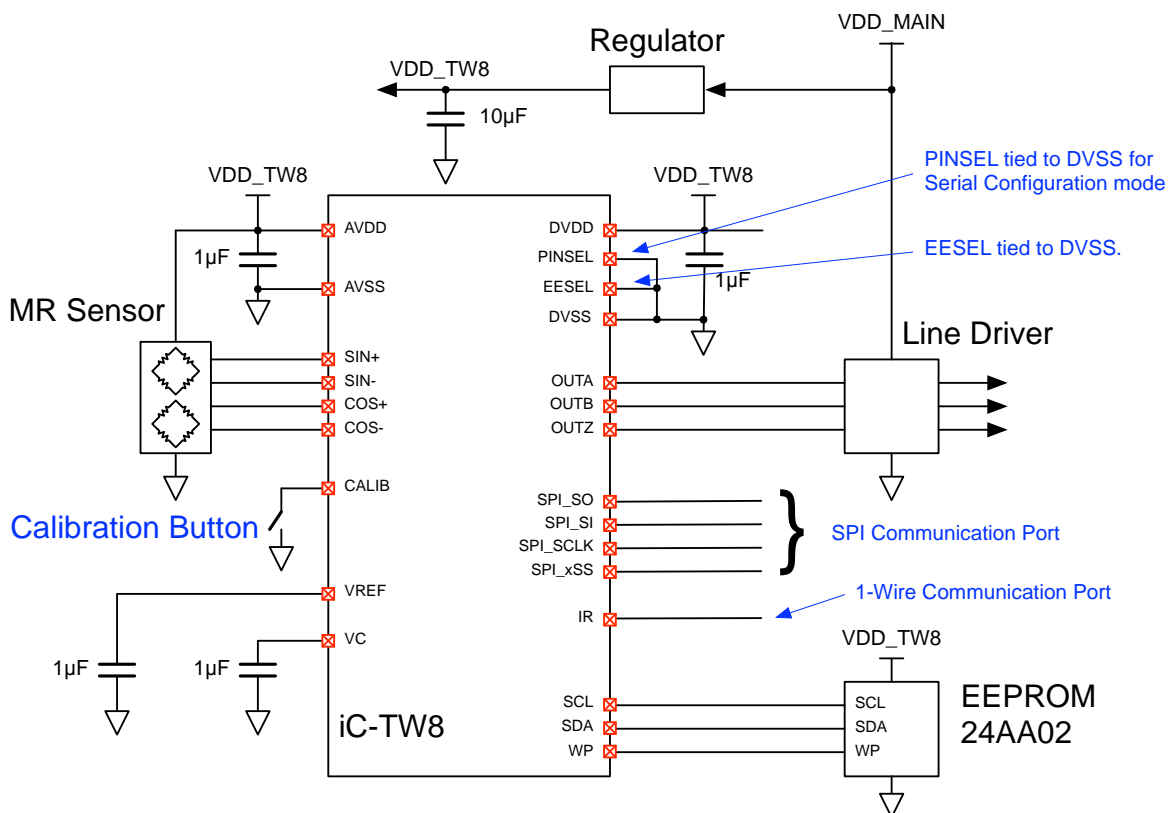 VDD_MAIN
Regulator
VDD_TW8
10µF
PINSEL tied to DVSS for
Serial Configuration mode
VDD_TW8
VDD_TW8
AVDD
DVDD
PINSEL
EESEL tied to DVSS.
1µF
1µF
AVSS
EESEL
DVSS
MR Sensor
Line Driver
SIN+
SIN-
COS+
COS-
OUTA
OUTB
OUTZ
CALIB
Calibration Button
SPI_SO
SPI_SI
SPI_SCLK
SPI_xSS
SPI Communication Port
1-Wire Communication Port
VREF
IR
VC
1µF
1µF
VDD_TW8
iC-TW8
SCL
SDA
WP
SCL
SDA
WP
EEPROM
24AA02